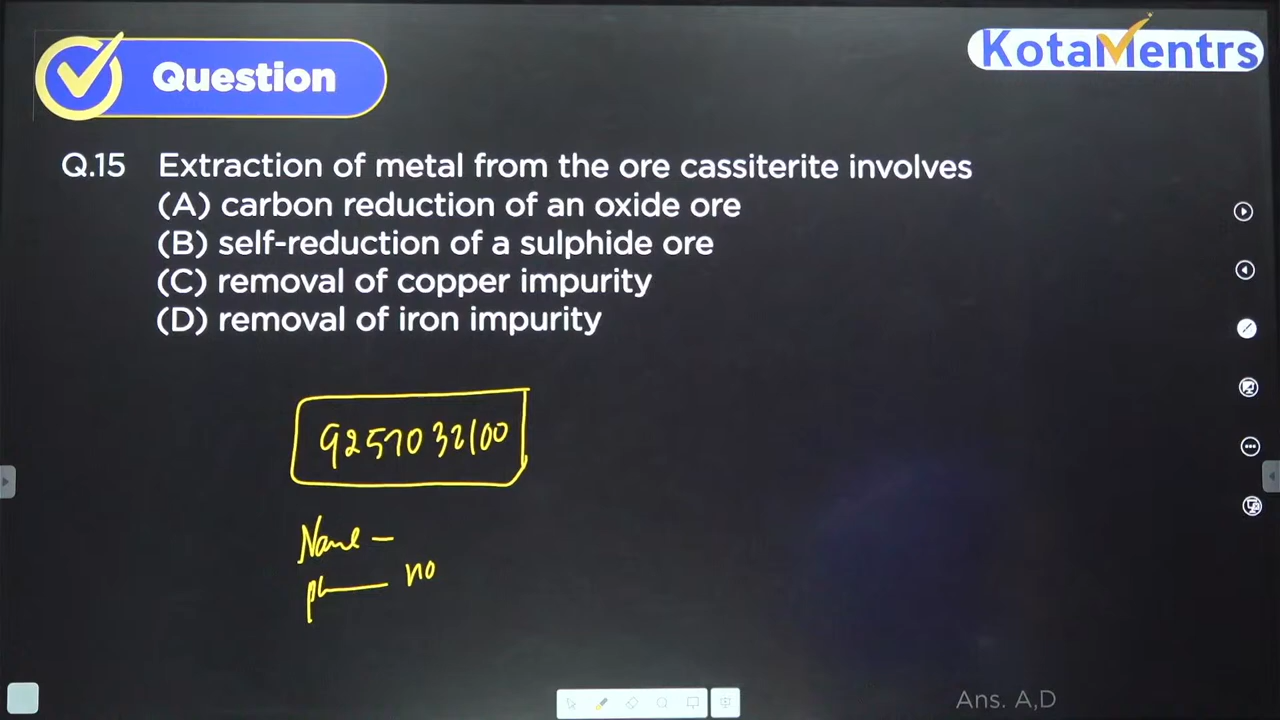 Question
KotaMentrs
Q.15 Extraction of metal from the ore cassiterite involves
(A) carbon reduction of an oxide ore
(B) self-reduction of a sulphide ore
(C) removal of copper impurity
(D) removal of iron impurity
9257032100
Name -
ph no
Ans. A,D